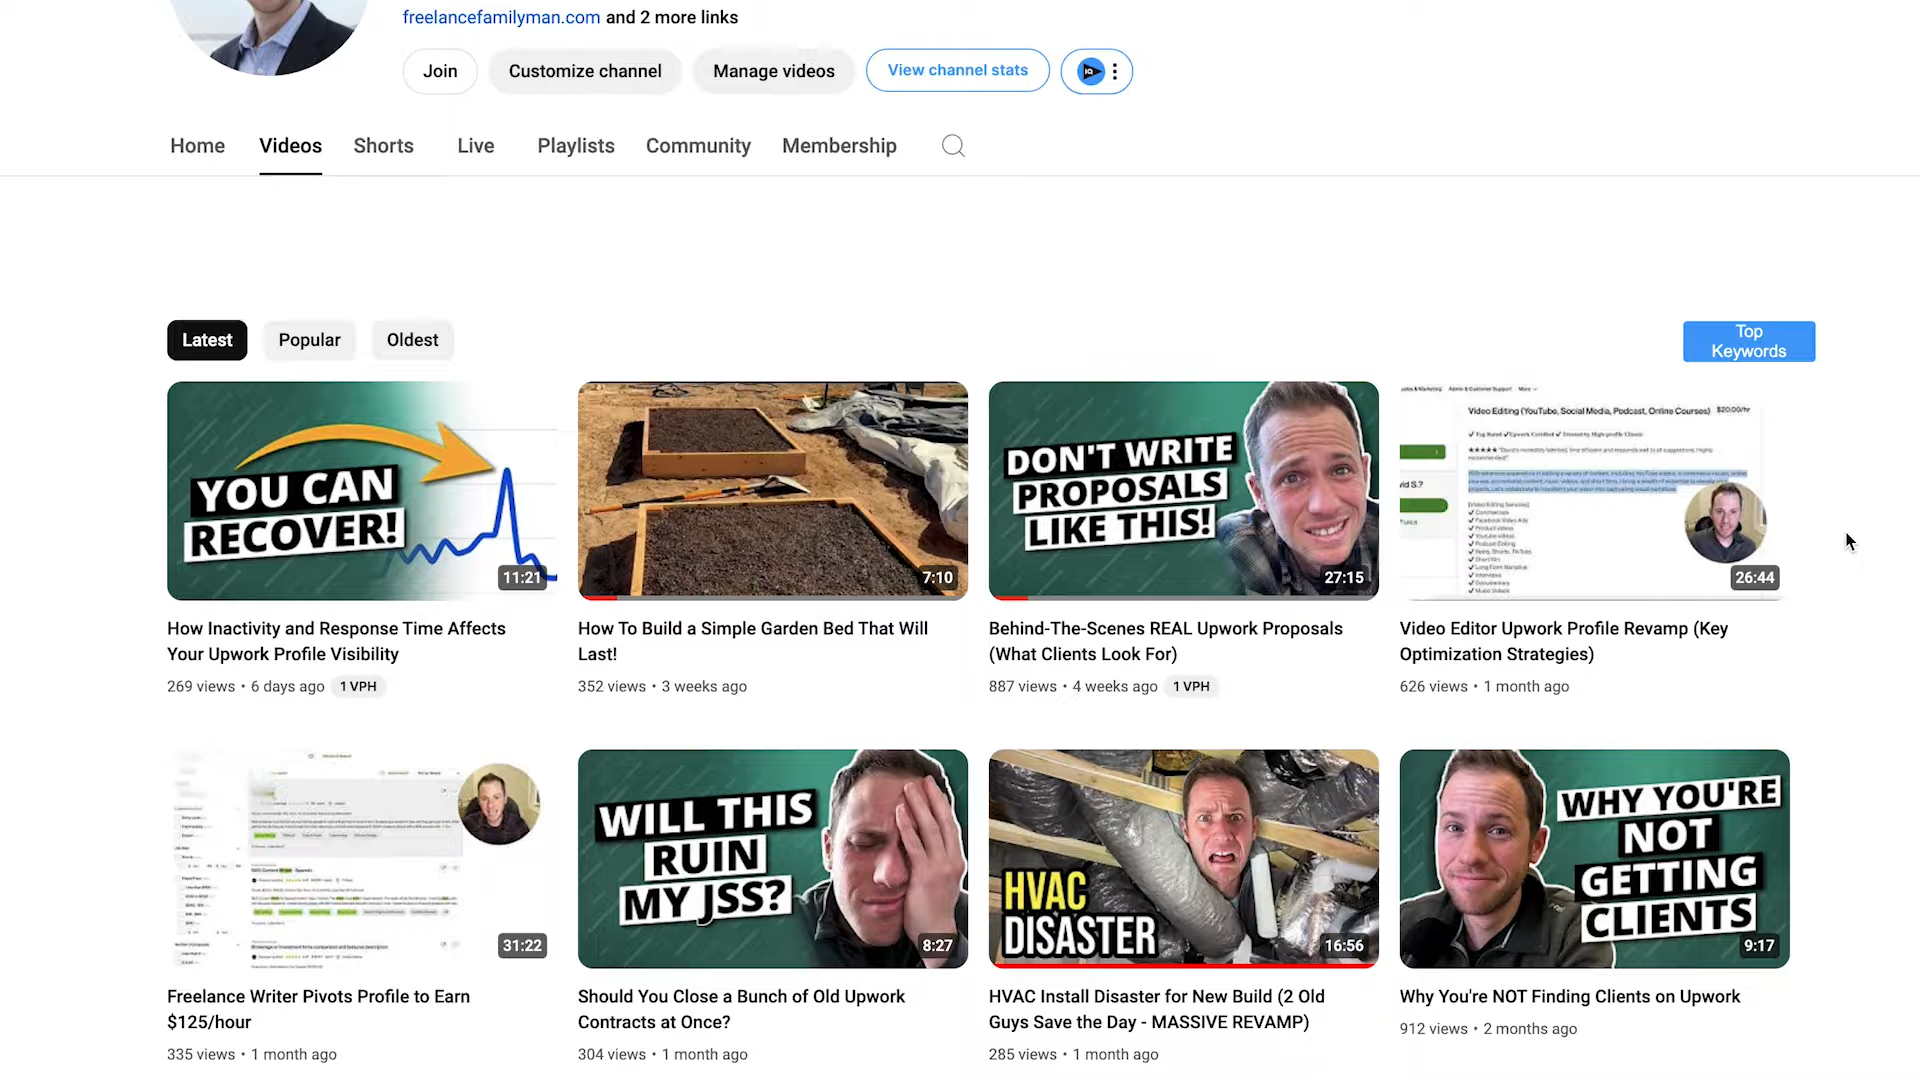 freelancefamilyman.com and 2 more links
Join
Customize channel
Manage videos
View channel stats
Home
Videos
Shorts
Live
Playlists
Community
Membership
Latest
Popular
Oldest
Top
Keywords
YOU CAN
RECOVER!
11:21
7:10
DON'T WRITE
PROPOSALS
LIKE THIS!
27:15
Video Editing (YouTube, Social Media, Podcast, Online Courses) $20.00/hr
26:44
How Inactivity and Response Time Affects
Your Upwork Profile Visibility
269 views • 6 days ago 1 VPH
How To Build a Simple Garden Bed That Will
Last!
352 views • 3 weeks ago
Behind-The-Scenes REAL Upwork Proposals
(What Clients Look For)
887 views • 4 weeks ago 1 VPH
Video Editor Upwork Profile Revamp (Key
Optimization Strategies)
626 views • 1 month ago
31:22
WILL THIS
RUIN
MY JSS?
8:27
HVAC
DISASTER
16:56
WHY YOU'RE
NOT
GETTING
CLIENTS
9:17
Freelance Writer Pivots Profile to Earn
$125/hour
335 views • 1 month ago
Should You Close a Bunch of Old Upwork
Contracts at Once?
304 views • 1 month ago
HVAC Install Disaster for New Build (2 Old
Guys Save the Day - MASSIVE REVAMP)
285 views • 1 month ago
Why You're NOT Finding Clients on Upwork
912 views • 2 months ago